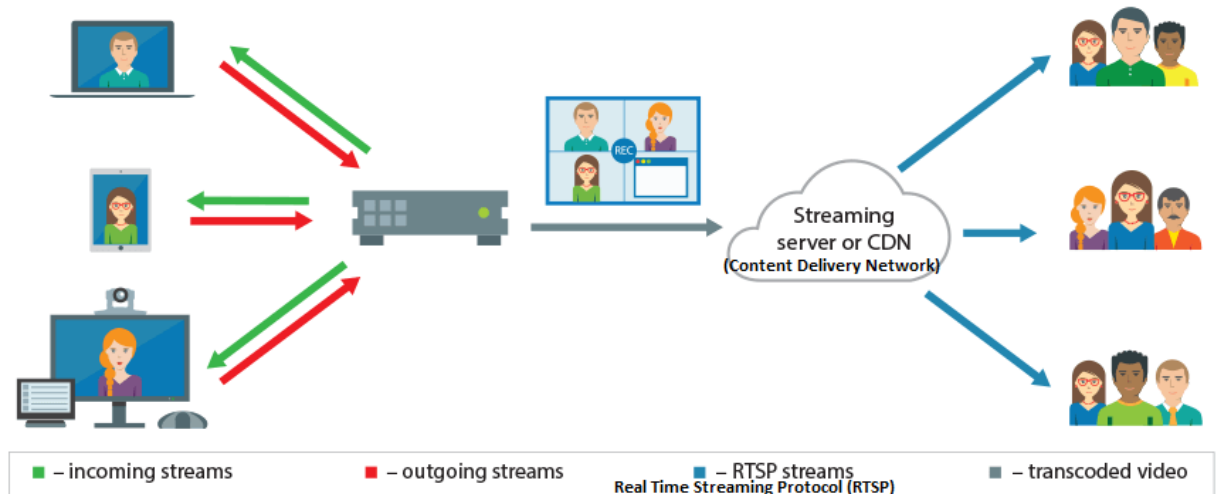 REC
Streaming
server or CDN
(Content Delivery Network)
– incoming streams
– outgoing streams
– RTSP streams
– transcoded video
Real Time Streaming Protocol (RTSP)